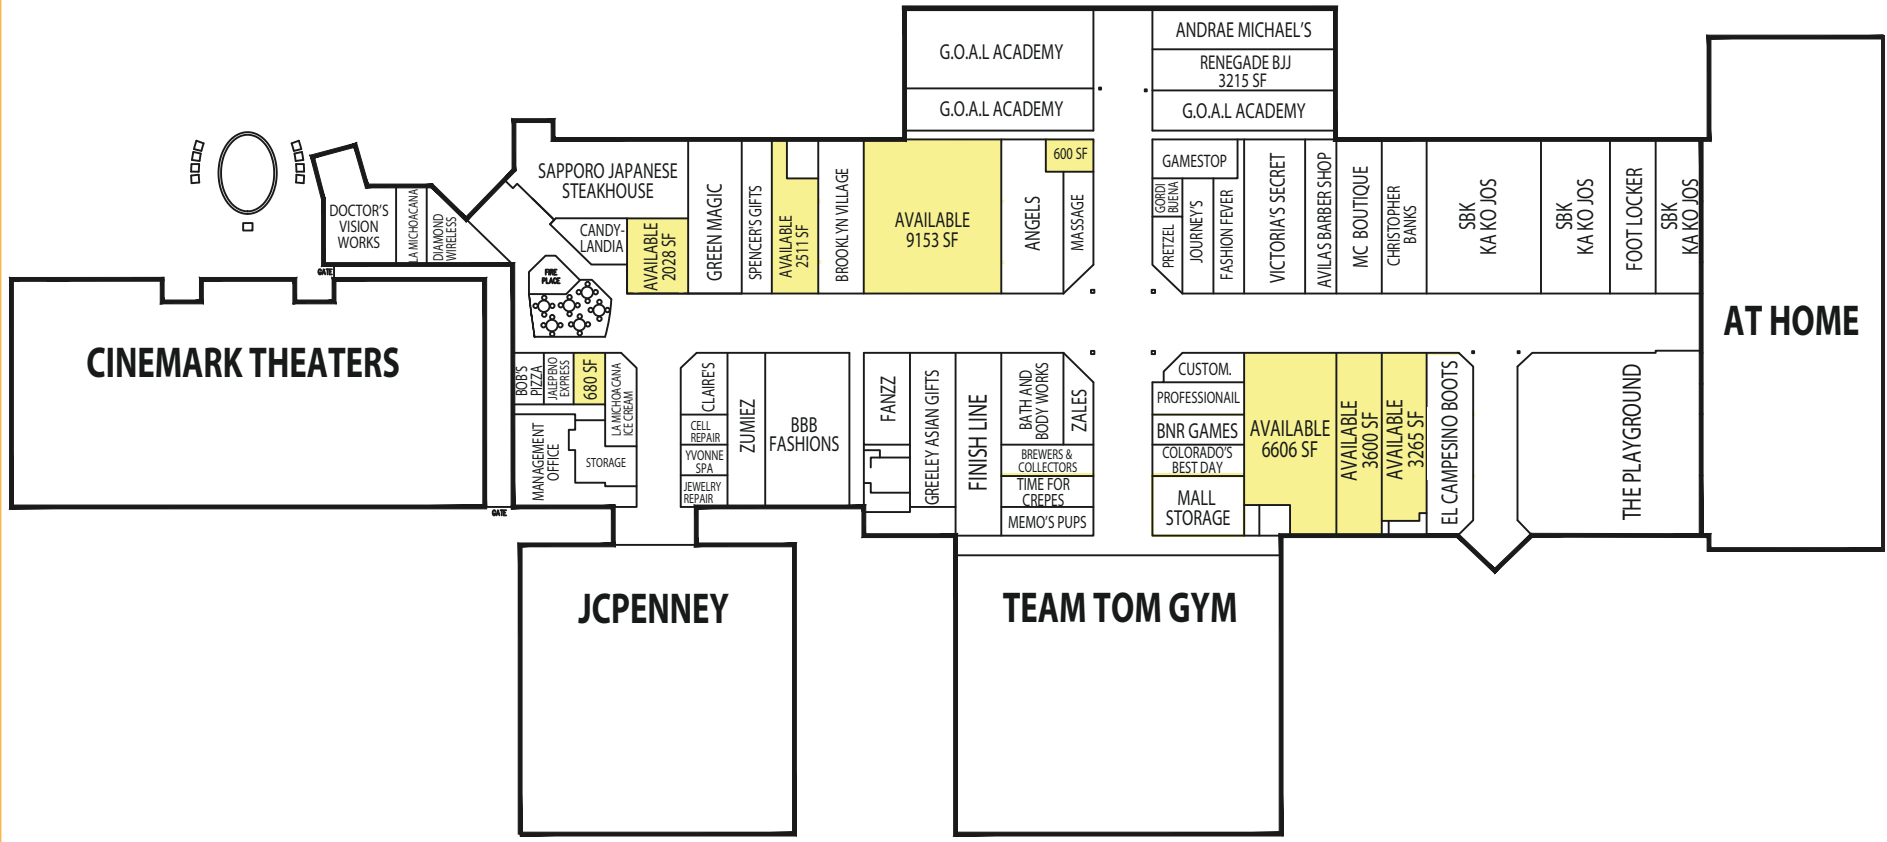 G.O.A.L ACADEMY
ANDRAE MICHAEL'S
RENEGADE BJJ
3215 SF
G.O.A.L ACADEMY
G.O.A.L ACADEMY
SAPPORO JAPANESE
STEAKHOUSE
600 SF
GAMESTOP
DOCTOR'S
VISION
WORKS
LA MICHOACANA
DIAMOND
WIRELESS
CANDY-
LANDIA
AVAILABLE
2028 SF
GREEN MAGIC
SPENCER'S GIFTS
AVAILABLE
2511 SF
BROOKLYN VILLAGE
AVAILABLE
9153 SF
ANGELS
MASSAGE
GORDI
BUENA
PRETZEL
JOURNEY'S
FASHION FEVER
VICTORIA'S SECRET
AVILAS BARBER SHOP
MC BOUTIQUE
CHRISTOPHER
BANKS
SBK
KA KO JOS
SBK
KA KO JOS
FOOT LOCKER
SBK
KA KO JOS
GATE
FIRE
PLACE
CINEMARK THEATERS
AT HOME
BOB'S
PIZZA
JALEPENO
EXPRESS
680 SF
LA MICHOACANA
ICE CREAM
MANAGEMENT
OFFICE
STORAGE
GATE
CLAIRE'S
CELL
REPAIR
YVONNE
SPA
JEWELRY
REPAIR
ZUMIEZ
BBB
FASHIONS
FANZZ
GREELEY ASIAN GIFTS
FINISH LINE
BATH AND
BODY WORKS
ZALES
BREWERS &
COLLECTORS
TIME FOR
CREPES
MEMO'S PUPS
CUSTOM.
PROFESSIONAIL
BNR GAMES
COLORADO'S
BEST DAY
MALL
STORAGE
AVAILABLE
6606 SF
AVAILABLE
3600 SF
AVAILABLE
3265 SF
EL CAMPESINO BOOTS
THE PLAYGROUND
JCPENNEY
TEAM TOM GYM